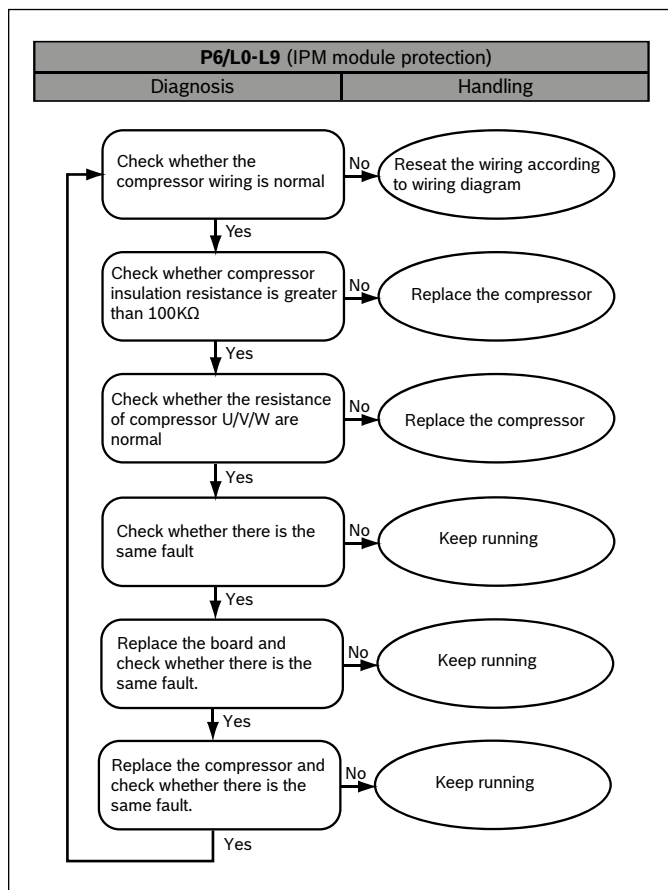 P6/L0-L9 (IPM module protection)
Diagnosis
Handling
Check whether the
compressor wiring is normal
No
Reseat the wiring according
to wiring diagram
Yes
Check whether compressor
insulation resistance is greater
than 100KΩ
No
Replace the compressor
Yes
Check whether the resistance
of compressor U/V/W are
normal
No
Replace the compressor
Yes
Check whether there is the
same fault
No
Keep running
Yes
Replace the board and
check whether there is the
same fault.
No
Keep running
Yes
Replace the compressor and
check whether there is the
same fault.
No
Keep running
Yes